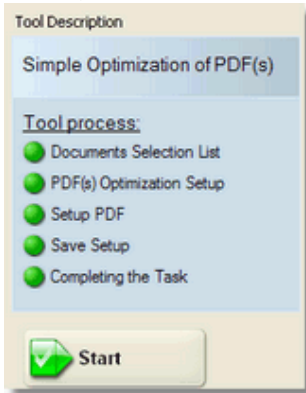 Tool Description
Simple Optimization of PDF(s)
Tool process:
Documents Selection List
PDF(s) Optimization Setup
Setup PDF
Save Setup
Completing the Task
Start